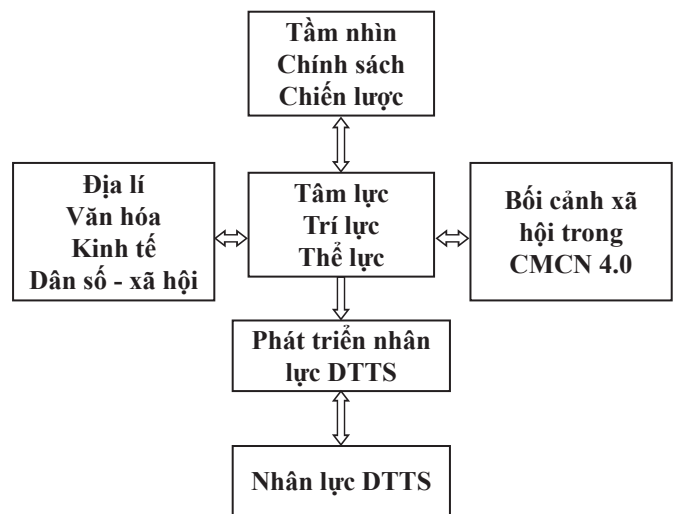 Tầm nhìn
Chính sách
Chiến lược
Địa lí
Văn hóa
Kinh tế
Dân số - xã hội
Tâm lực
Trí lực
Thể lực
Bối cảnh xã
hội trong
CMCN 4.0
Phát triển nhân
lực DTTS
Nhân lực DTTS